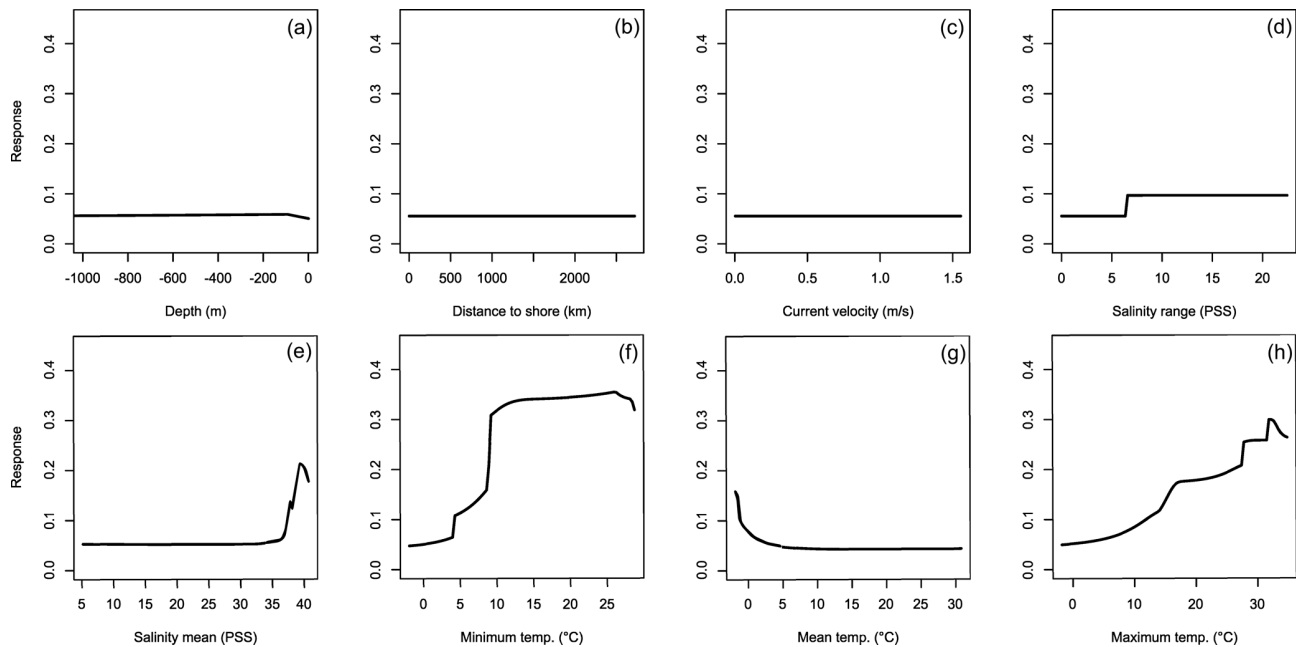 (a) (b) (c) (d)
Response
0.0 0.1 0.2 0.3 0.4
0.0 0.1 0.2 0.3 0.4
0.0 0.1 0.2 0.3 0.4
0.0 0.1 0.2 0.3 0.4
-1000 -800 -600 -400 -200 0
0 500 1000 2000
0.0 0.5 1.0 1.5
0 5 10 15 20
Depth (m)
Distance to shore (km)
Current velocity (m/s)
Salinity range (PSS)
(e) (f) (g) (h)
Response
0.0 0.1 0.2 0.3 0.4
0.0 0.1 0.2 0.3 0.4
0.0 0.1 0.2 0.3 0.4
0.0 0.1 0.2 0.3 0.4
5 10 15 20 25 30 35 40
0 5 10 15 20 25
0 5 10 15 20 25 30
0 10 20 30
Salinity mean (PSS)
Minimum temp. (°C)
Mean temp. (°C)
Maximum temp. (°C)